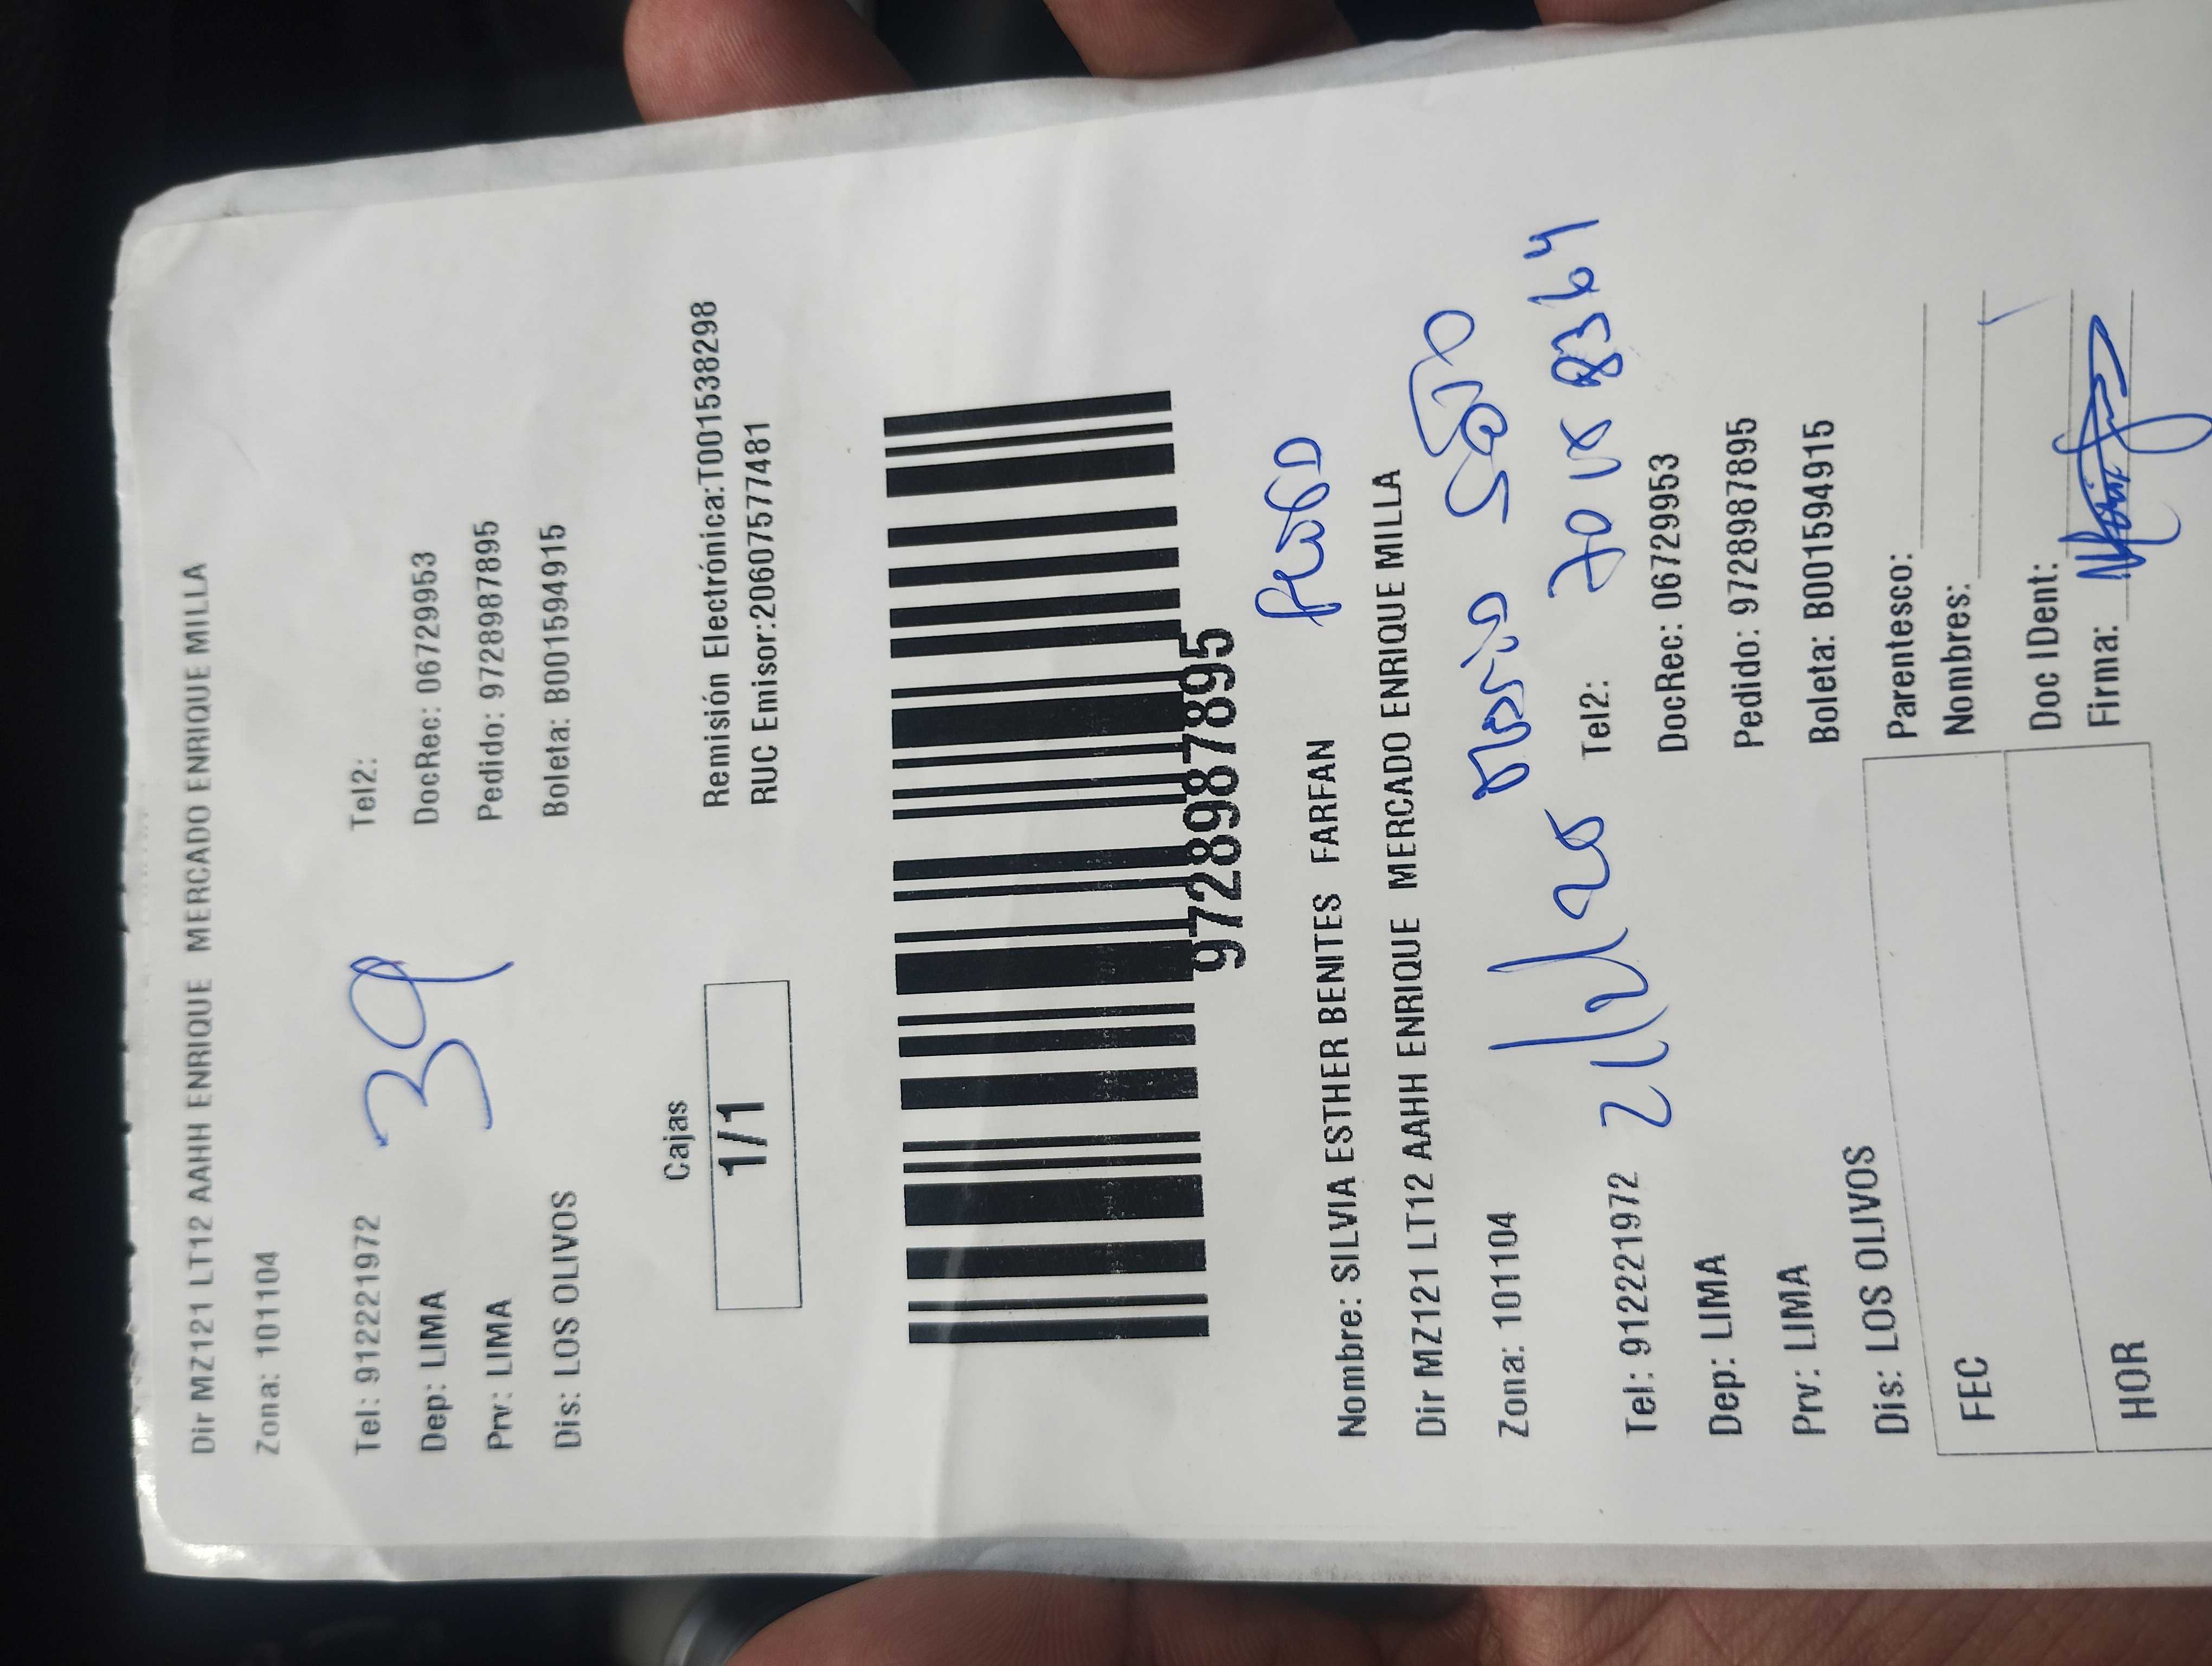 Dir MZ121 LT12 AAHH ENRIQUE MERCADO ENRIQUE MILLA
Zona: 101104
Tel: 912221972
Tel2:
39
Dep: LIMA
DocRec: 06729953
Prv: LIMA
Pedido: 9728987895
Dis: LOS OLIVOS
Boleta: B001594915
Cajas
1/1
Remisión Electrónica:T001538298
RUC Emisor:20607577481
9728987895
Nombre: SILVIA ESTHER BENITES FARFAN
Dir MZ121 LT12 AAHH ENRIQUE MERCADO ENRIQUE MILLA
Zona: 101104
Soto
Tel: 912221972
Tel2:
Dep: LIMA
DocRec: 06729953
Prv: LIMA
Pedido: 9728987895
Dis: LOS OLIVOS
Boleta: B001594915
FEC
Parentesco:
Nombres:
HOR
Doc IDent:
Firma: